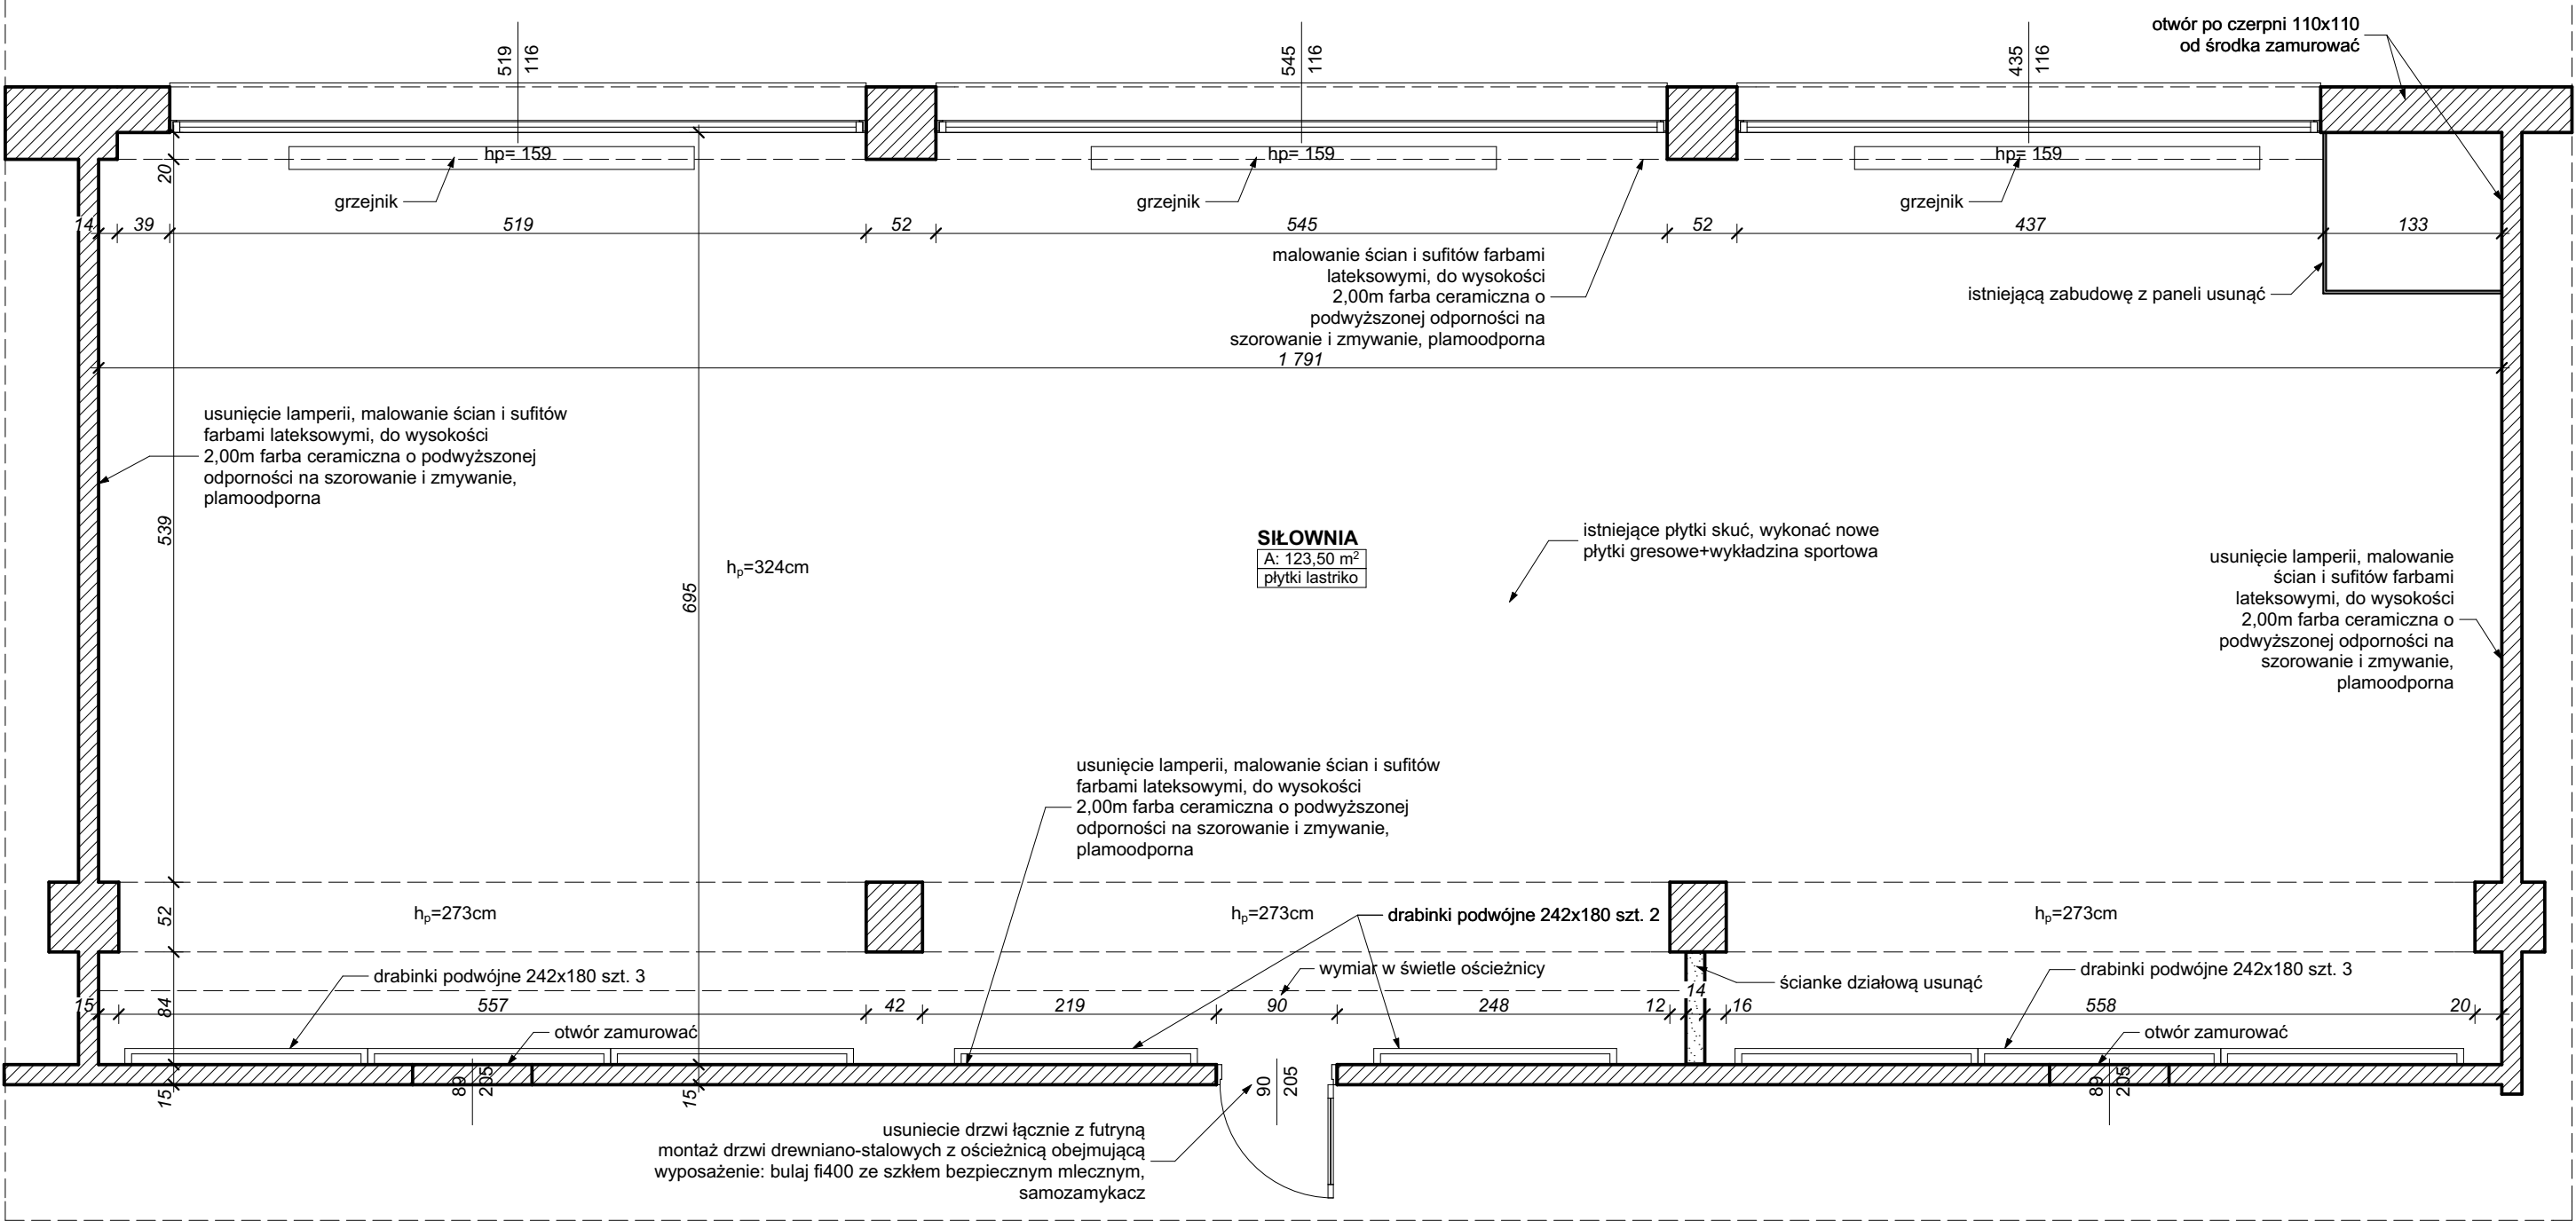 otwór po czerpni 110x110
od środka zamurować
519
116
545
116
435
116
hp= 159
hp= 159
hp= 159
grzejnik
grzejnik
grzejnik
20
14
39
519
52
545
52
437
133
malowanie ścian i sufitów farbami
lateksowymi, do wysokości
2,00m farba ceramiczna o
podwyższonej odporności na
szorowanie i zmywanie, plamoodporna
istniejącą zabudowę z paneli usunąć
1 791
usunięcie lamperii, malowanie ścian i sufitów
farbami lateksowymi, do wysokości
2,00m farba ceramiczna o podwyższonej
odporności na szorowanie i zmywanie,
plamoodporna
539
695
hp=324cm
SIŁOWNIA
A: 123,50 m²
płytki lastriko
istniejące płytki skuć, wykonać nowe
płytki gresowe+wykładzina sportowa
usunięcie lamperii, malowanie
ścian i sufitów farbami
lateksowymi, do wysokości
2,00m farba ceramiczna o
podwyższonej odporności na
szorowanie i zmywanie,
plamoodporna
usunięcie lamperii, malowanie ścian i sufitów
farbami lateksowymi, do wysokości
2,00m farba ceramiczna o podwyższonej
odporności na szorowanie i zmywanie,
plamoodporna
52
hp=273cm
hp=273cm
drabinki podwójne 242x180 szt. 2
hp=273cm
drabinki podwójne 242x180 szt. 3
wymiar w świetle ościeżnicy
ścianke działową usunąć
drabinki podwójne 242x180 szt. 3
15
84
557
42
219
90
248
12
14
16
558
20
otwór zamurować
otwór zamurować
15
89
205
15
90
205
89
205
usuniecie drzwi łącznie z futryną
montaż drzwi drewniano-stalowych z ościeżnicą obejmującą
wyposażenie: bulaj fi400 ze szkłem bezpiecznym mlecznym,
samozamykacz